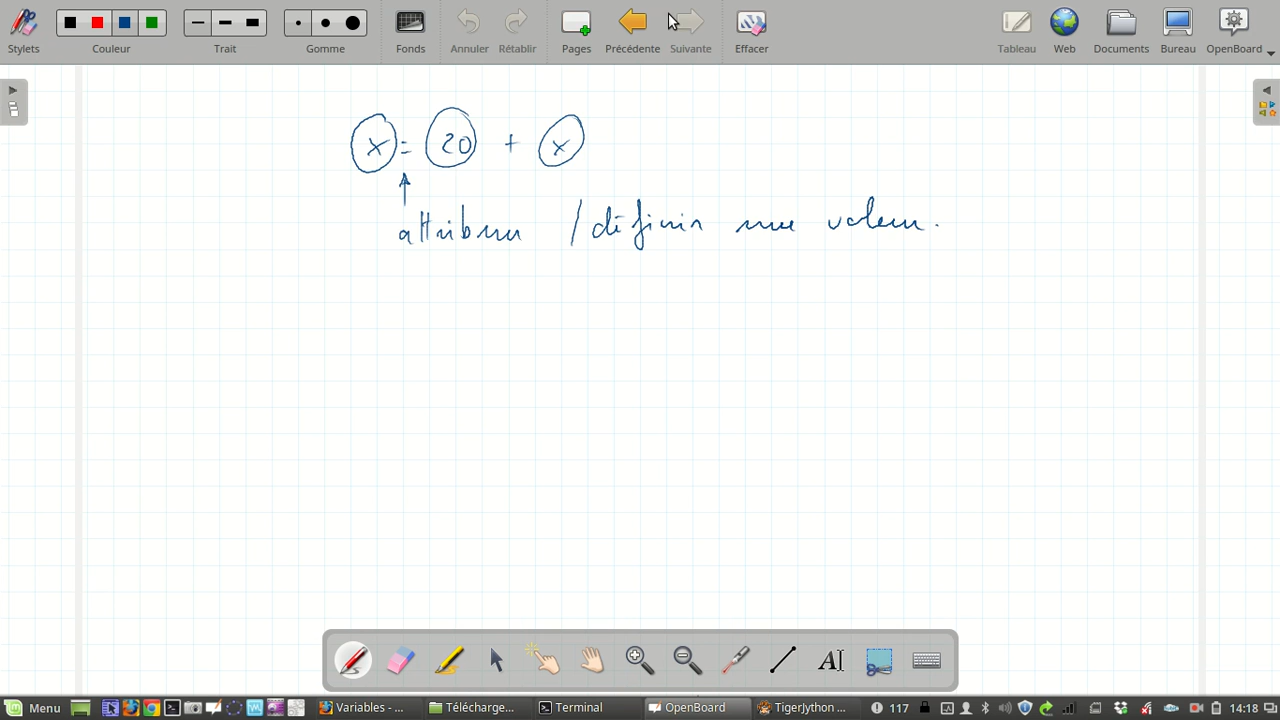 Stylets Couleur Trait Gomme Fonds Annuler Rétablir Pages Précédente Suivante Effacer Tableau Web Documents Bureau OpenBoard
x = 20 + x
attribuer / définir une valeur.
Menu Variables - ... Télécharge... Terminal OpenBoard TigerJython ... 117 14:18